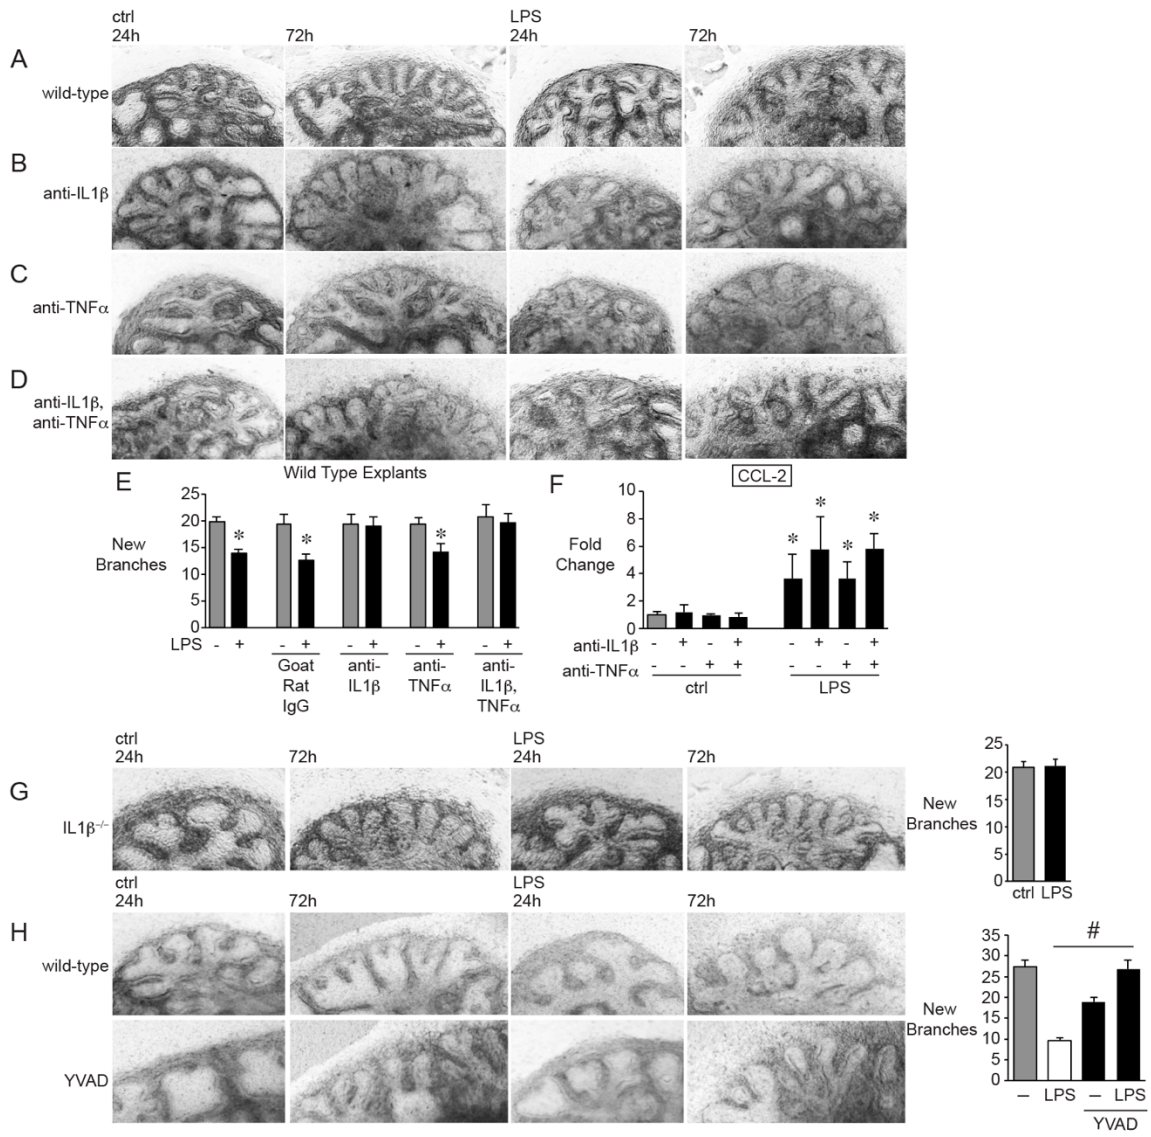 ctrl
24h 72h
LPS
24h 72h
A
wild-type
B
anti-IL1β
C
anti-TNFα
D
anti-IL1β,
anti-TNFα
E
Wild Type Explants
New
Branches
25
20
15
10
5
0
LPS - + - + - + - + - +
Goat
Rat
IgG
anti-
IL1β
anti-
TNFα
anti-
IL1β,
TNFα
* * *
F
CCL-2
Fold
Change
10
8
6
4
2
0
* * * *
anti-IL1β - + - + - + - +
anti-TNFα - - + + - - + +
ctrl LPS
ctrl
24h 72h
LPS
24h 72h
G
IL1β–/–
New
Branches
25
20
15
10
5
0
ctrl LPS
ctrl
24h 72h
LPS
24h 72h
H
wild-type
YVAD
New
Branches
35
30
25
20
15
10
5
0
#
– LPS – LPS
YVAD